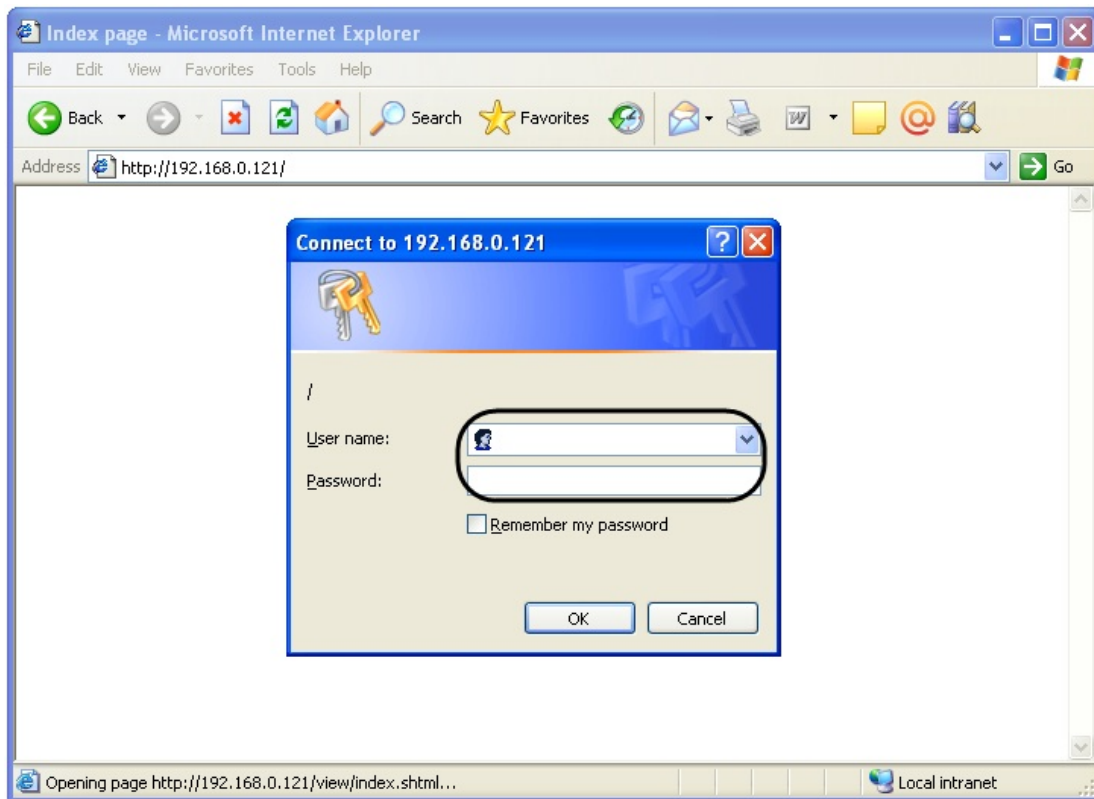 Index page - Microsoft Internet Explorer
File Edit View Favorites Tools Help
Back Search Favorites W
Address http://192.168.0.121/ Go
Connect to 192.168.0.121
/
User name:
Password:
Remember my password
OK Cancel
Opening page http://192.168.0.121/view/index.shtml... Local intranet